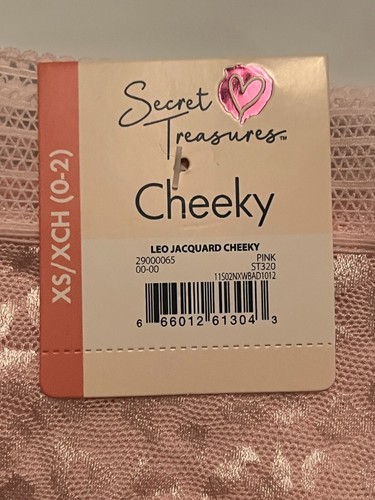 Secret
Treasures™
Cheeky
XS/XCH (0-2)
LEO JACQUARD CHEEKY
29000065 PINK
00-00 ST320
11S02NXWBAD1012
6 66012 61304 3